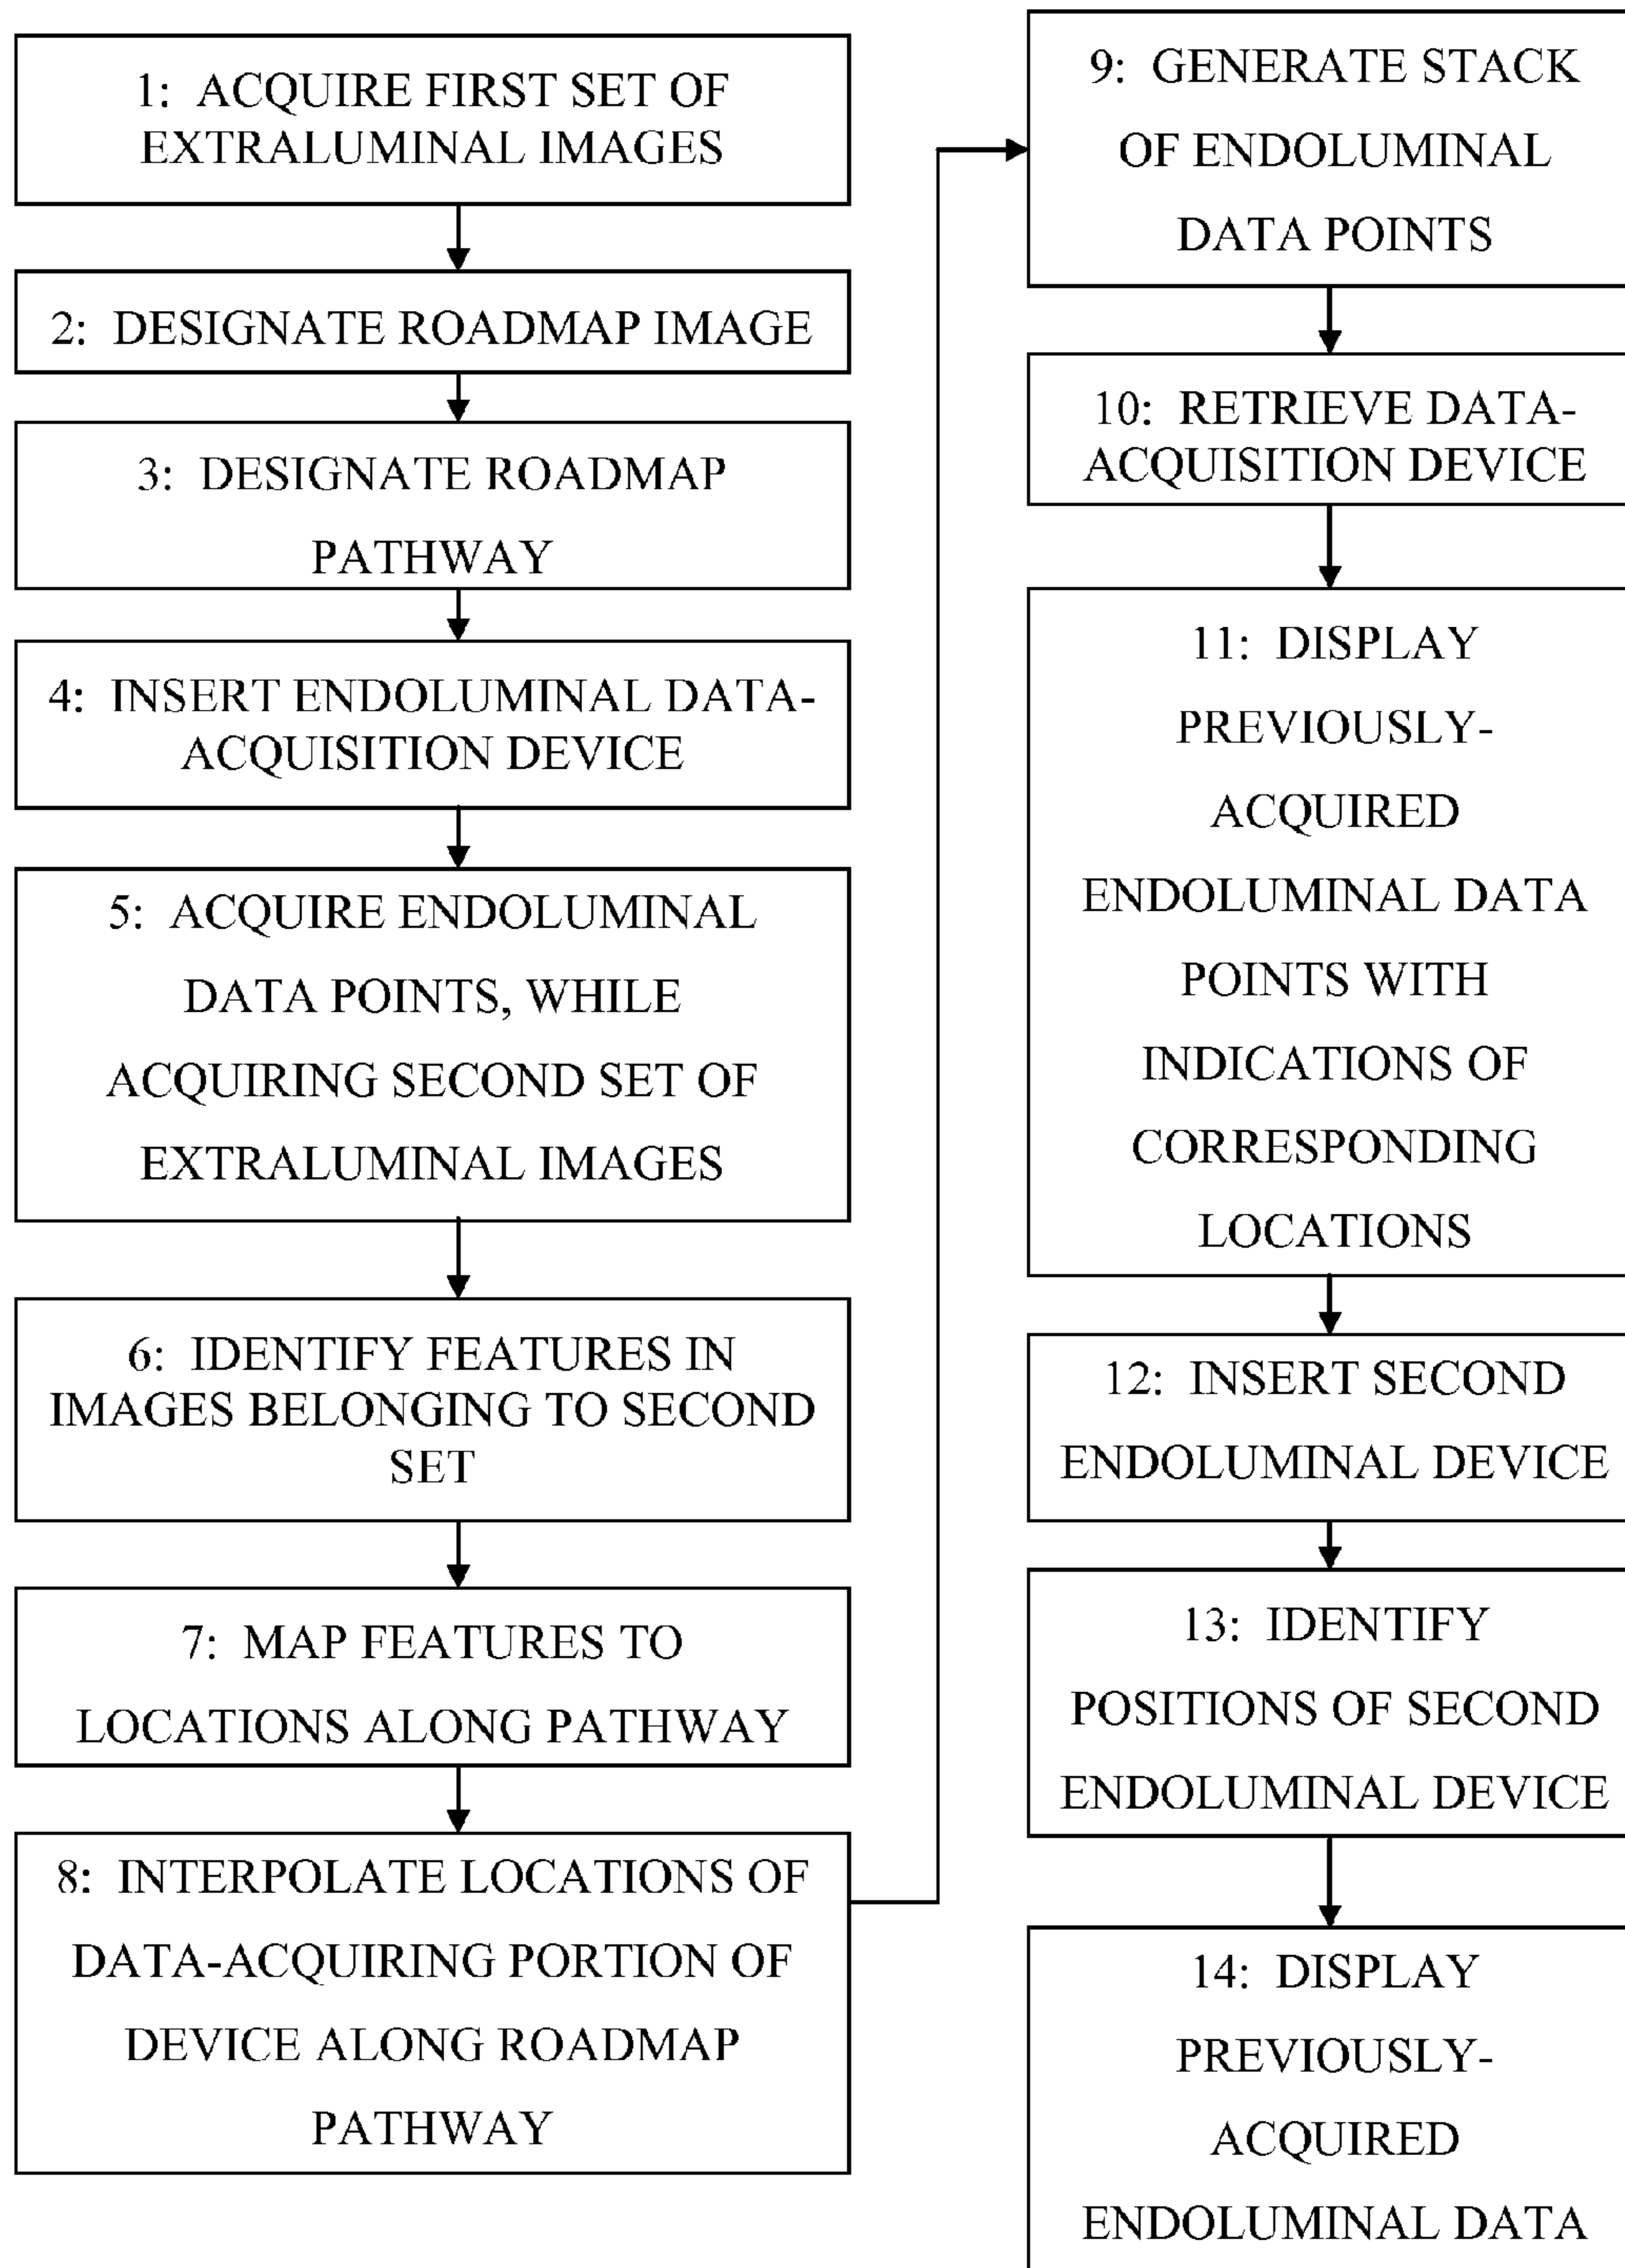 1: ACQUIRE FIRST SET OF
EXTRALUMINAL IMAGES
2: DESIGNATE ROADMAP IMAGE
3: DESIGNATE ROADMAP
PATHWAY
4: INSERT ENDOLUMINAL DATA-
ACQUISITION DEVICE
5: ACQUIRE ENDOLUMINAL
DATA POINTS, WHILE
ACQUIRING SECOND SET OF
EXTRALUMINAL IMAGES
6: IDENTIFY FEATURES IN
IMAGES BELONGING TO SECOND
SET
7: MAP FEATURES TO
LOCATIONS ALONG PATHWAY
8: INTERPOLATE LOCATIONS OF
DATA-ACQUIRING PORTION OF
DEVICE ALONG ROADMAP
PATHWAY
9: GENERATE STACK
OF ENDOLUMINAL
DATA POINTS
10: RETRIEVE DATA-
ACQUISITION DEVICE
11: DISPLAY
PREVIOUSLY-
ACQUIRED
ENDOLUMINAL DATA
POINTS WITH
INDICATIONS OF
CORRESPONDING
LOCATIONS
12: INSERT SECOND
ENDOLUMINAL DEVICE
13: IDENTIFY
POSITIONS OF SECOND
ENDOLUMINAL DEVICE
14: DISPLAY
PREVIOUSLY-
ACQUIRED
ENDOLUMINAL DATA